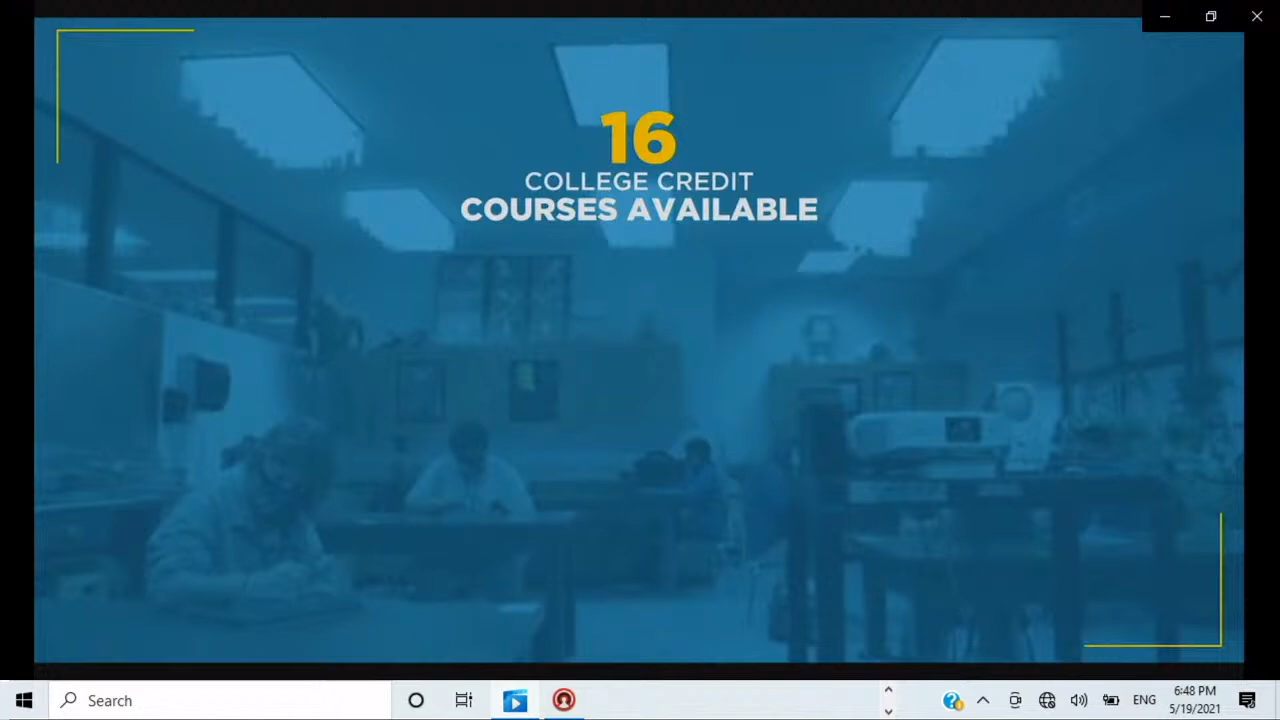 16
COLLEGE CREDIT
COURSES AVAILABLE
Search
ENG
6:48 PM
5/19/2021